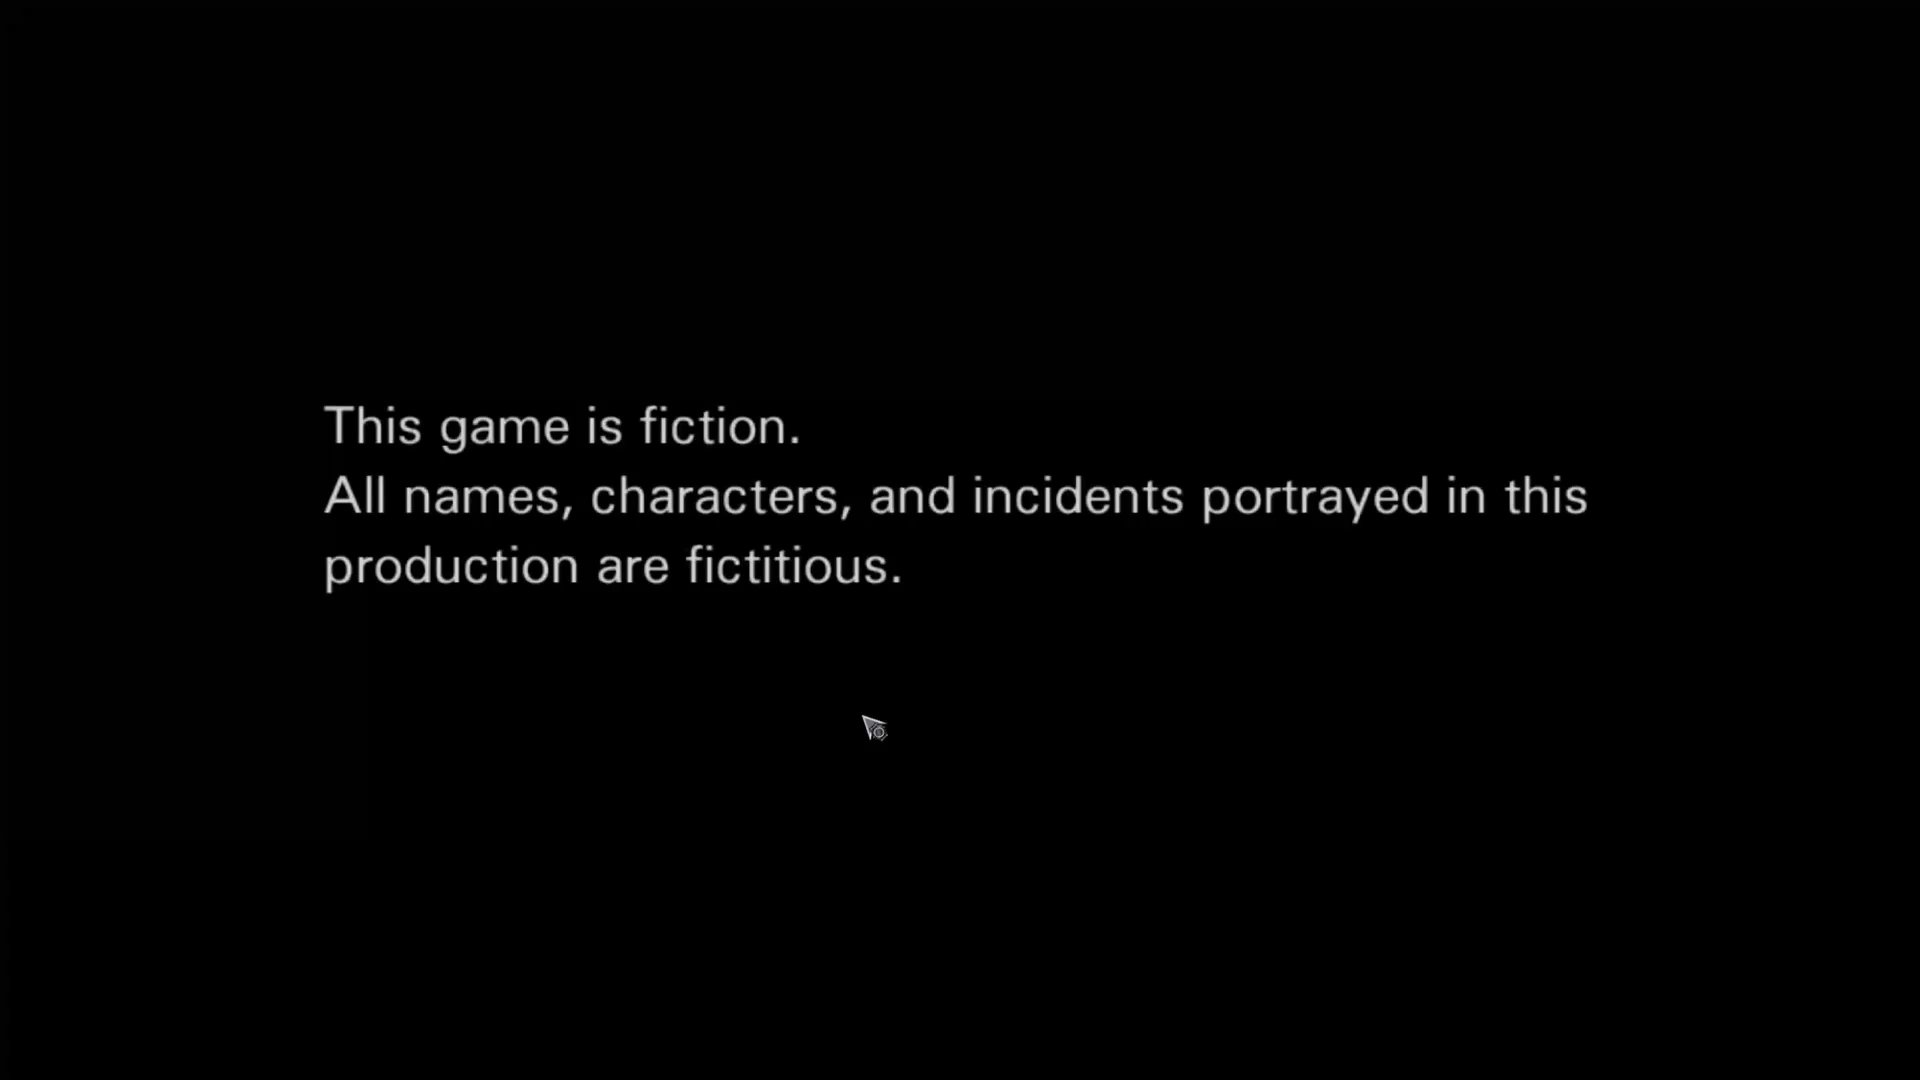 This game is fiction.
All names, characters, and incidents portrayed in this
production are fictitious.